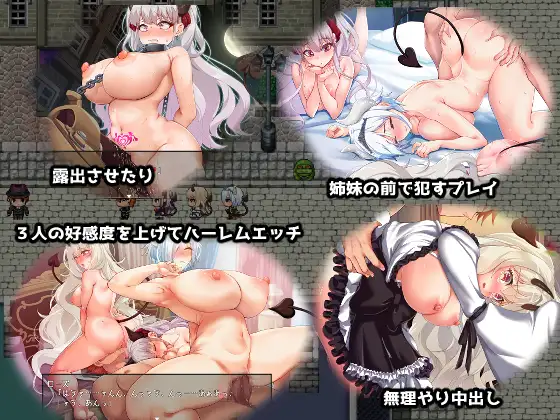 露出させたり
姉妹の前で犯すプレイ
3人の好感度を上げてハーレムエッチ
無理やり中出し